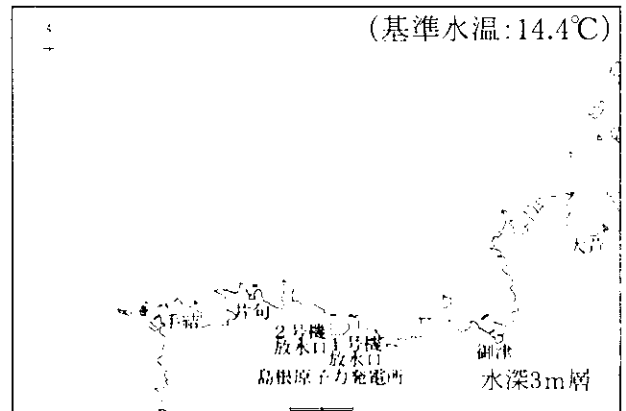 (基準水温:14.4℃)
大芦
手結
片句
2号機
放水口
1号機
放水口
御津
島根原子力発電所
水深3m層